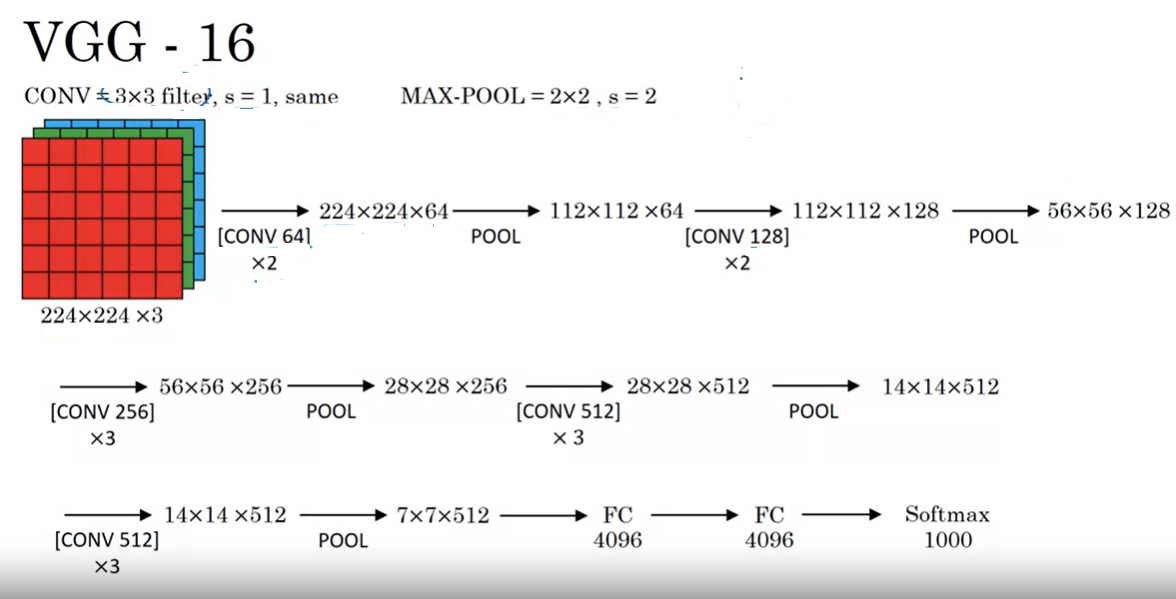 VGG - 16
CONV = 3×3 filter, s = 1, same MAX-POOL = 2×2 , s = 2
224×224×64 112×112 ×64 112×112 ×128 56×56 ×128
[CONV 64] POOL [CONV 128] POOL
×2 ×2
224×224 ×3
56×56 ×256 28×28 ×256 28×28 ×512 14×14×512
[CONV 256] POOL [CONV 512] POOL
×3 × 3
14×14 ×512 7×7×512 FC FC Softmax
[CONV 512] POOL 4096 4096 1000
×3